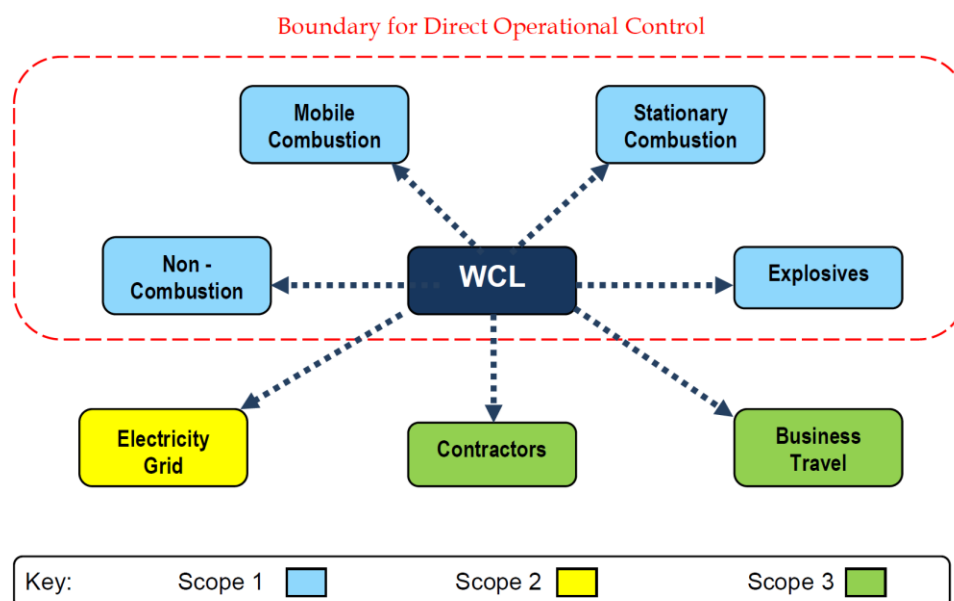 Boundary for Direct Operational Control
Mobile
Combustion
Stationary
Combustion
Non -
Combustion
WCL
Explosives
Electricity
Grid
Contractors
Business
Travel
Key: Scope 1 Scope 2 Scope 3